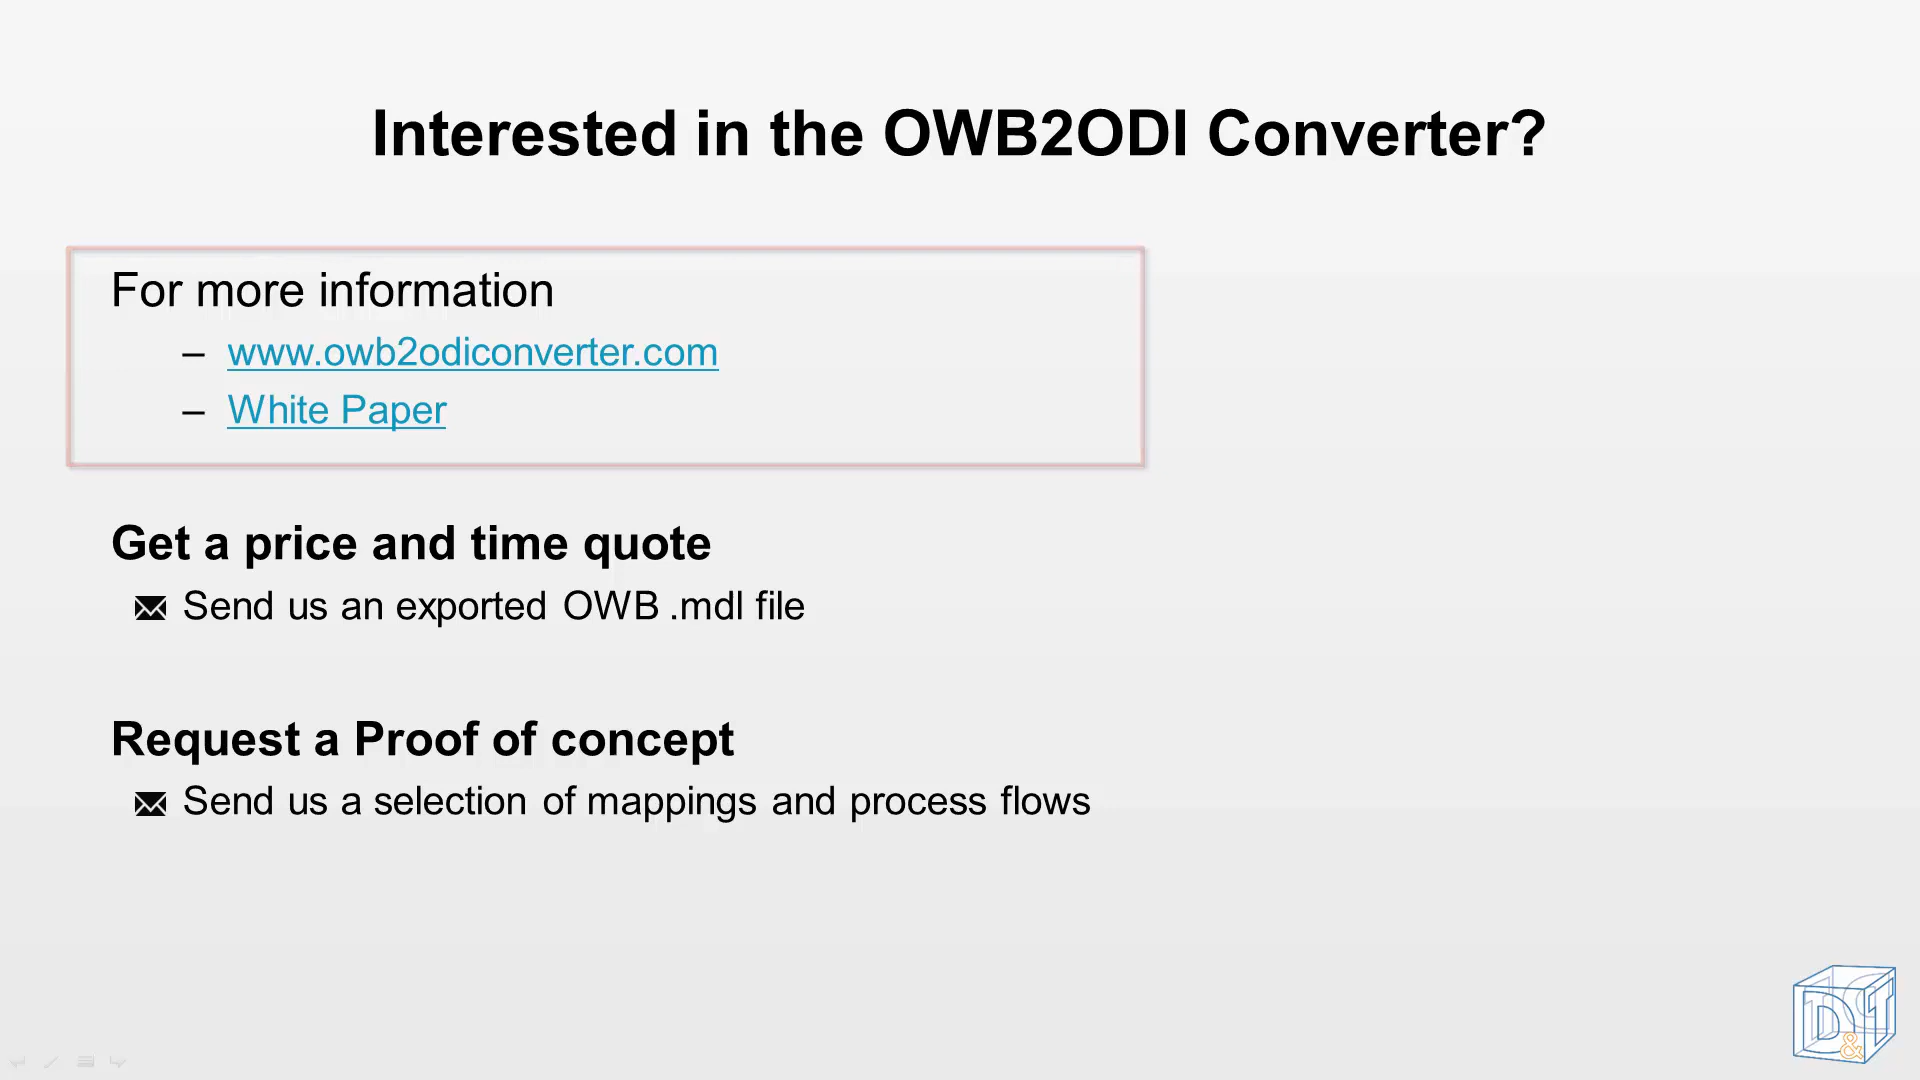 Interested in the OWB2ODI Converter?
For more information
– www.owb2odiconverter.com
– White Paper
Get a price and time quote
Send us an exported OWB .mdl file
Request a Proof of concept
Send us a selection of mappings and process flows
D&T